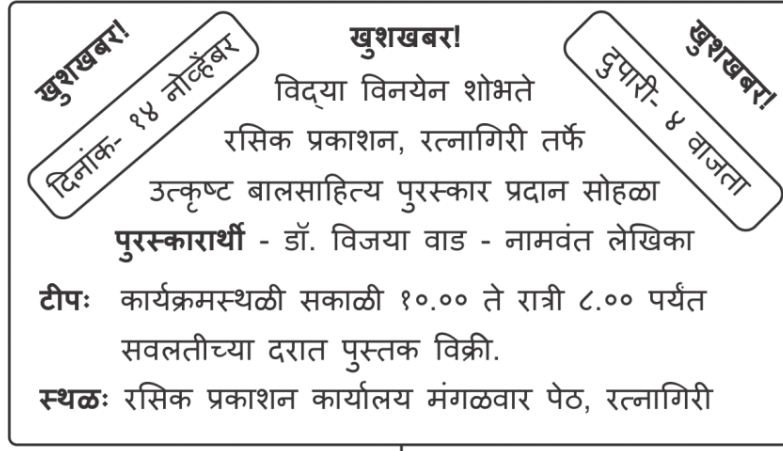 खुशखबर!
दिनांक- १४ नोव्हेंबर
खुशखबर!
खुशखबर!
दुपारी- ४ वाजता
विद्‌या विनयेन शोभते
रसिक प्रकाशन, रत्नागिरी तर्फे
उत्कृष्ट बालसाहित्य पुरस्कार प्रदान सोहळा
पुरस्कारार्थी - डॉ. विजया वाड - नामवंत लेखिका
टीपः कार्यक्रमस्थळी सकाळी १०.०० ते रात्री ८.०० पर्यंत
सवलतीच्या दरात पुस्तक विक्री.
स्थळः रसिक प्रकाशन कार्यालय मंगळवार पेठ, रत्नागिरी